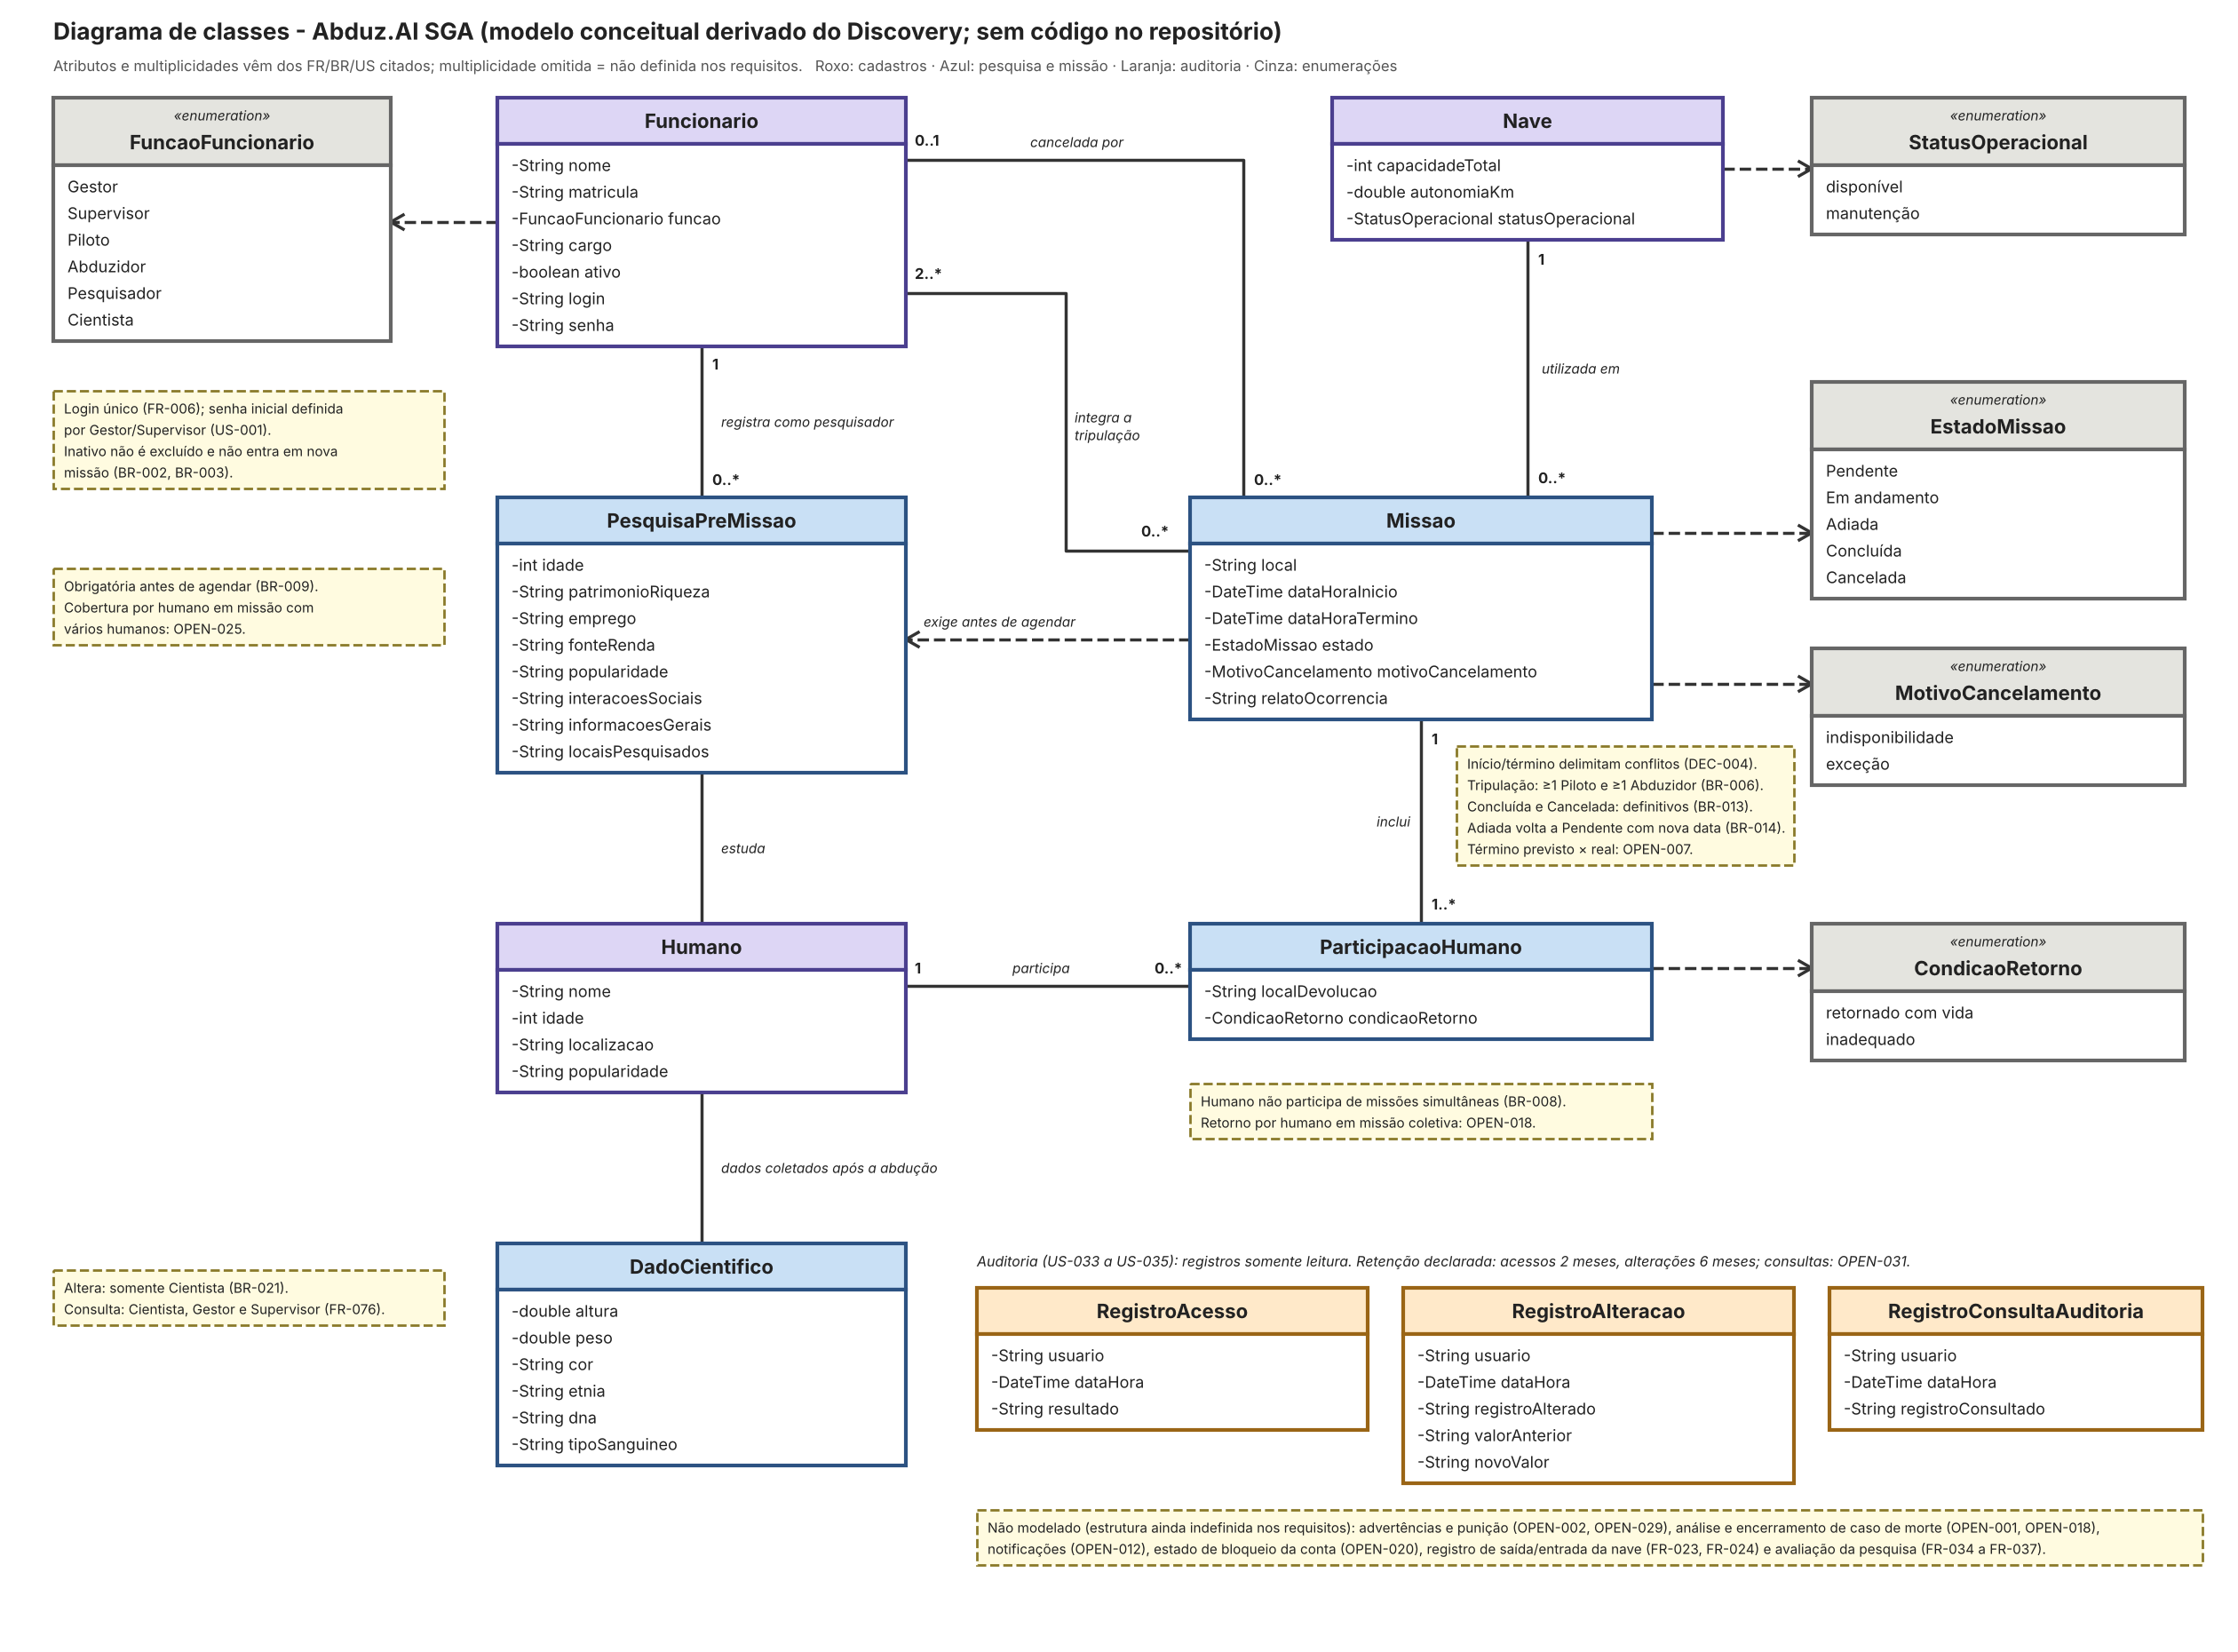 Diagrama de classes - Abduz.AI SGA (modelo conceitual derivado do Discovery; sem código no repositório)
Atributos e multiplicidades vêm dos FR/BR/US citados; multiplicidade omitida = não definida nos requisitos.   Roxo: cadastros · Azul: pesquisa e missão · Laranja: auditoria · Cinza: enumerações
«enumeration»
FuncaoFuncionario
Gestor
Supervisor
Piloto
Abduzidor
Pesquisador
Cientista
Funcionario
-String nome
-String matricula
-FuncaoFuncionario funcao
-String cargo
-boolean ativo
-String login
-String senha
0..1
cancelada por
2..*
Nave
-int capacidadeTotal
-double autonomiaKm
-StatusOperacional statusOperacional
«enumeration»
StatusOperacional
disponível
manutenção
1
utilizada em
0..*
1
registra como pesquisador
0..*
integra a
tripulação
0..*
0..*
Login único (FR-006); senha inicial definida
por Gestor/Supervisor (US-001).
Inativo não é excluído e não entra em nova
missão (BR-002, BR-003).
Obrigatória antes de agendar (BR-009).
Cobertura por humano em missão com
vários humanos: OPEN-025.
PesquisaPreMissao
-int idade
-String patrimonioRiqueza
-String emprego
-String fonteRenda
-String popularidade
-String interacoesSociais
-String informacoesGerais
-String locaisPesquisados
exige antes de agendar
Missao
-String local
-DateTime dataHoraInicio
-DateTime dataHoraTermino
-EstadoMissao estado
-MotivoCancelamento motivoCancelamento
-String relatoOcorrencia
«enumeration»
EstadoMissao
Pendente
Em andamento
Adiada
Concluída
Cancelada
«enumeration»
MotivoCancelamento
indisponibilidade
exceção
1
inclui
1..*
Início/término delimitam conflitos (DEC-004).
Tripulação: ≥1 Piloto e ≥1 Abduzidor (BR-006).
Concluída e Cancelada: definitivos (BR-013).
Adiada volta a Pendente com nova data (BR-014).
Término previsto × real: OPEN-007.
estuda
Humano
-String nome
-int idade
-String localizacao
-String popularidade
1
participa
0..*
ParticipacaoHumano
-String localDevolucao
-CondicaoRetorno condicaoRetorno
«enumeration»
CondicaoRetorno
retornado com vida
inadequado
Humano não participa de missões simultâneas (BR-008).
Retorno por humano em missão coletiva: OPEN-018.
dados coletados após a abdução
Altera: somente Cientista (BR-021).
Consulta: Cientista, Gestor e Supervisor (FR-076).
DadoCientifico
-double altura
-double peso
-String cor
-String etnia
-String dna
-String tipoSanguineo
Auditoria (US-033 a US-035): registros somente leitura. Retenção declarada: acessos 2 meses, alterações 6 meses; consultas: OPEN-031.
RegistroAcesso
-String usuario
-DateTime dataHora
-String resultado
RegistroAlteracao
-String usuario
-DateTime dataHora
-String registroAlterado
-String valorAnterior
-String novoValor
RegistroConsultaAuditoria
-String usuario
-DateTime dataHora
-String registroConsultado
Não modelado (estrutura ainda indefinida nos requisitos): advertências e punição (OPEN-002, OPEN-029), análise e encerramento de caso de morte (OPEN-001, OPEN-018),
notificações (OPEN-012), estado de bloqueio da conta (OPEN-020), registro de saída/entrada da nave (FR-023, FR-024) e avaliação da pesquisa (FR-034 a FR-037).